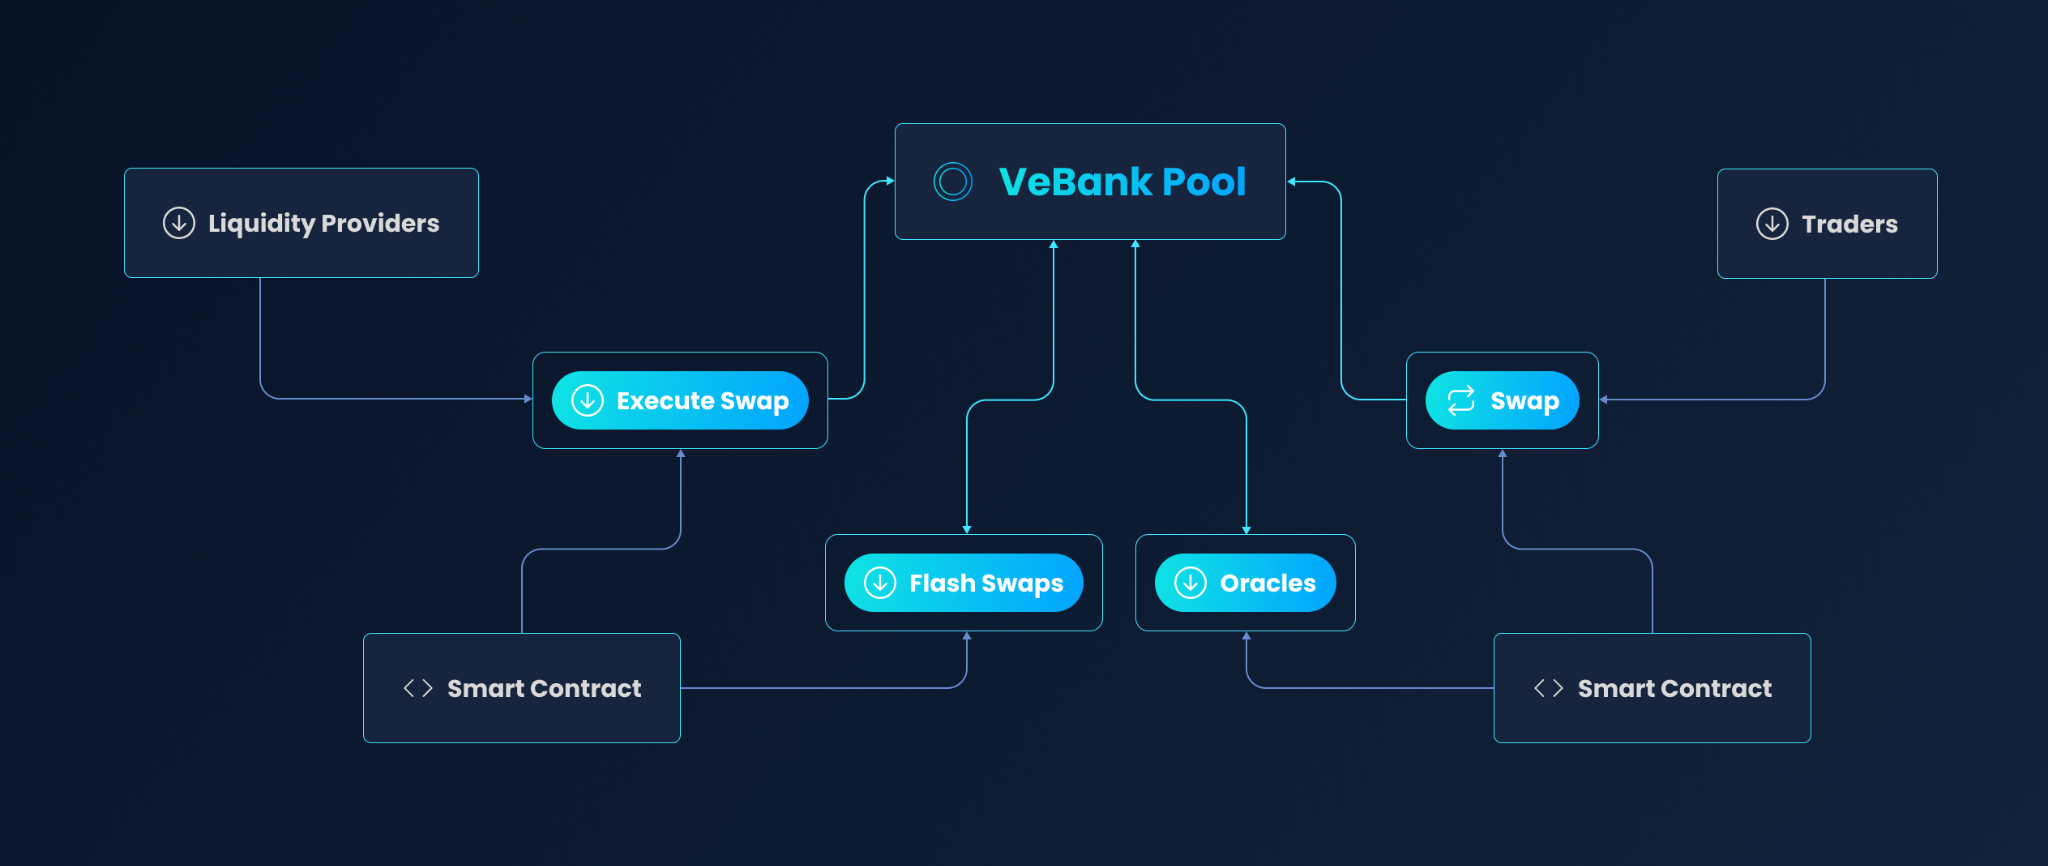 VeBank Pool
Liquidity Providers
Traders
Execute Swap
Swap
Flash Swaps
Oracles
Smart Contract
Smart Contract